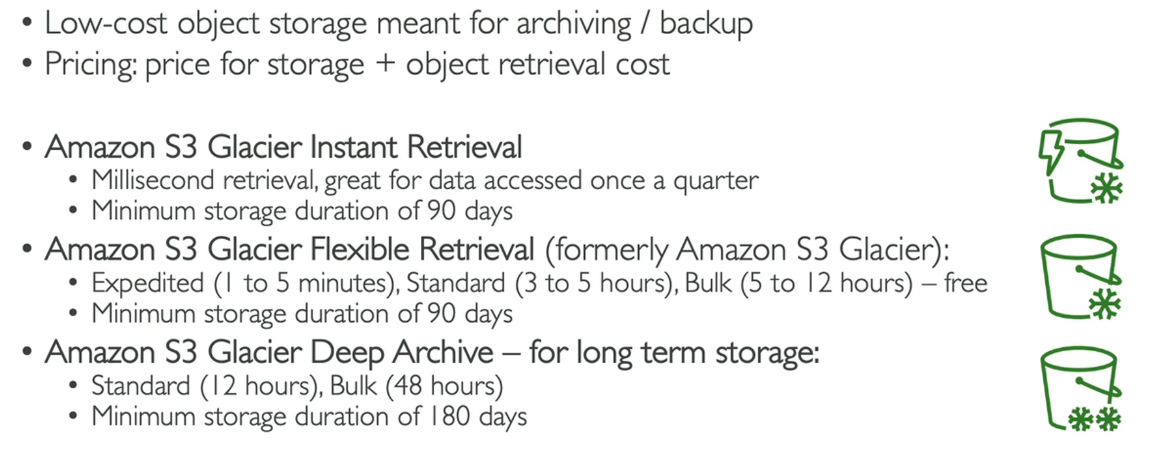 • Low-cost object storage meant for archiving / backup
• Pricing: price for storage + object retrieval cost
• Amazon S3 Glacier Instant Retrieval
• Millisecond retrieval, great for data accessed once a quarter
• Minimum storage duration of 90 days
• Amazon S3 Glacier Flexible Retrieval (formerly Amazon S3 Glacier):
• Expedited (1 to 5 minutes), Standard (3 to 5 hours), Bulk (5 to 12 hours) – free
• Minimum storage duration of 90 days
• Amazon S3 Glacier Deep Archive – for long term storage:
• Standard (12 hours), Bulk (48 hours)
• Minimum storage duration of 180 days